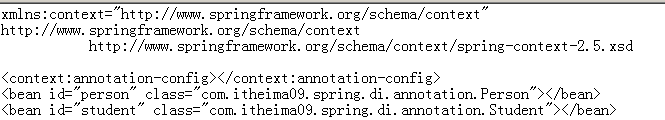 xmlns:context="http://www.springframework.org/schema/context"
http://www.springframework.org/schema/context
http://www.springframework.org/schema/context/spring-context-2.5.xsd
<context:annotation-config></context:annotation-config>
<bean id="person" class="com.itheima09.spring.di.annotation.Person"></bean>
<bean id="student" class="com.itheima09.spring.di.annotation.Student"></bean>